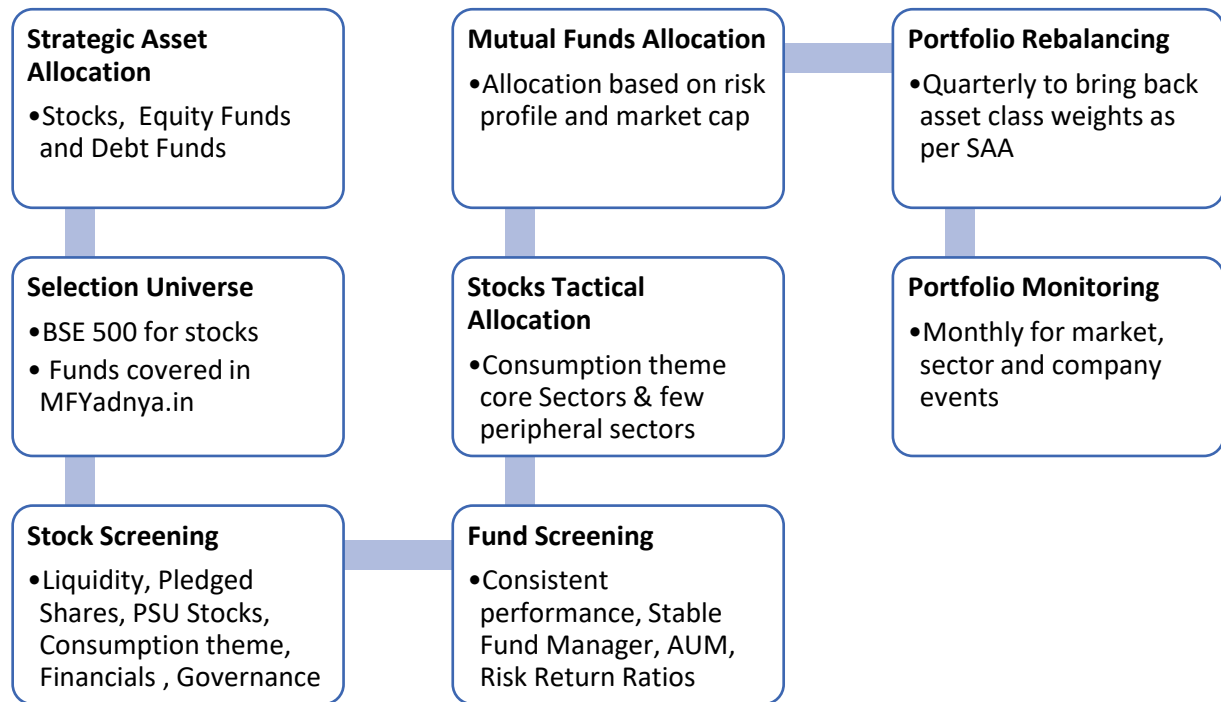 Strategic Asset
Allocation
•Stocks, Equity Funds
and Debt Funds
Selection Universe
•BSE 500 for stocks
• Funds covered in
MFYadnya.in
Stock Screening
•Liquidity, Pledged
Shares, PSU Stocks,
Consumption theme,
Financials , Governance
Fund Screening
•Consistent
performance, Stable
Fund Manager, AUM,
Risk Return Ratios
Stocks Tactical
Allocation
•Consumption theme
core Sectors & few
peripheral sectors
Mutual Funds Allocation
•Allocation based on risk
profile and market cap
Portfolio Rebalancing
•Quarterly to bring back
asset class weights as
per SAA
Portfolio Monitoring
•Monthly for market,
sector and company
events